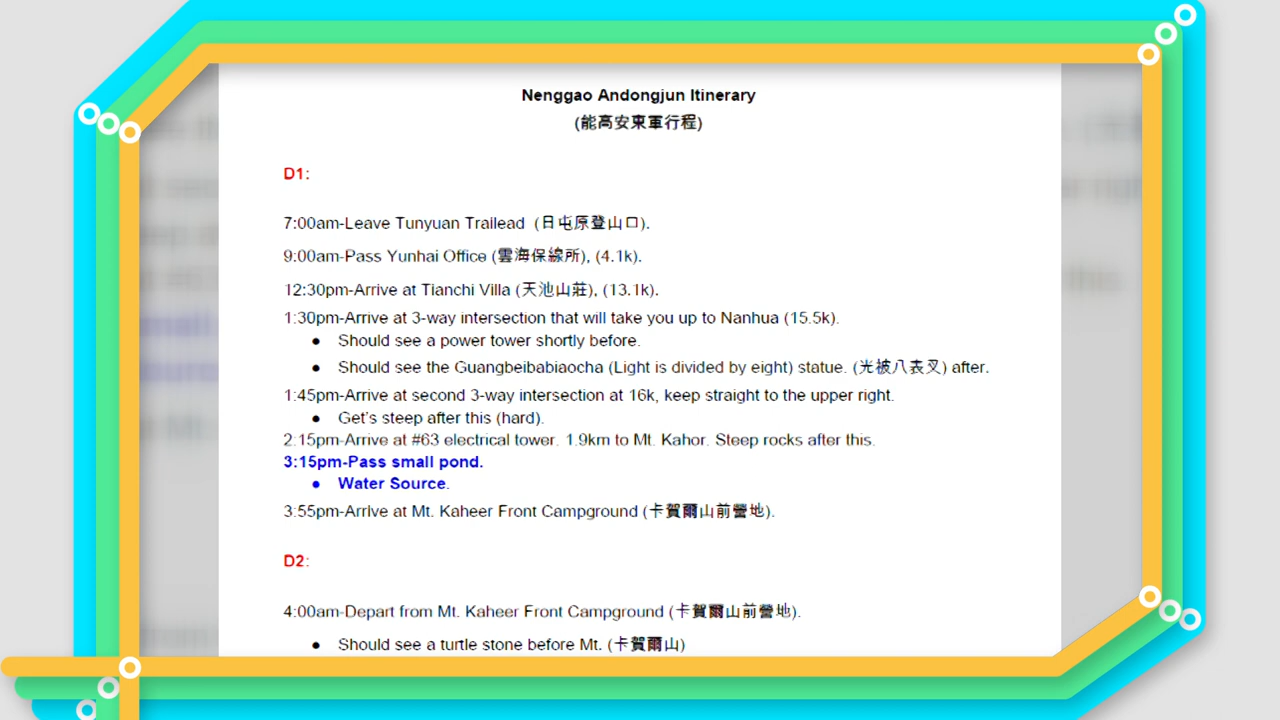 Nenggao Andongjun Itinerary
(能高安東軍行程)
D1:
7:00am-Leave Tunyuan Trailead (日屯原登山口).
9:00am-Pass Yunhai Office (雲海保線所), (4.1k).
12:30pm-Arrive at Tianchi Villa (天池山莊), (13.1k).
1:30pm-Arrive at 3-way intersection that will take you up to Nanhua (15.5k).
● Should see a power tower shortly before.
● Should see the Guangbeibabiaocha (Light is divided by eight) statue. (光被八表叉) after.
1:45pm-Arrive at second 3-way intersection at 16k, keep straight to the upper right.
● Get's steep after this (hard).
2:15pm-Arrive at #63 electrical tower. 1.9km to Mt. Kahor. Steep rocks after this.
3:15pm-Pass small pond.
● Water Source.
3:55pm-Arrive at Mt. Kaheer Front Campground (卡賀爾山前營地).
D2:
4:00am-Depart from Mt. Kaheer Front Campground (卡賀爾山前營地).
● Should see a turtle stone before Mt. (卡賀爾山)